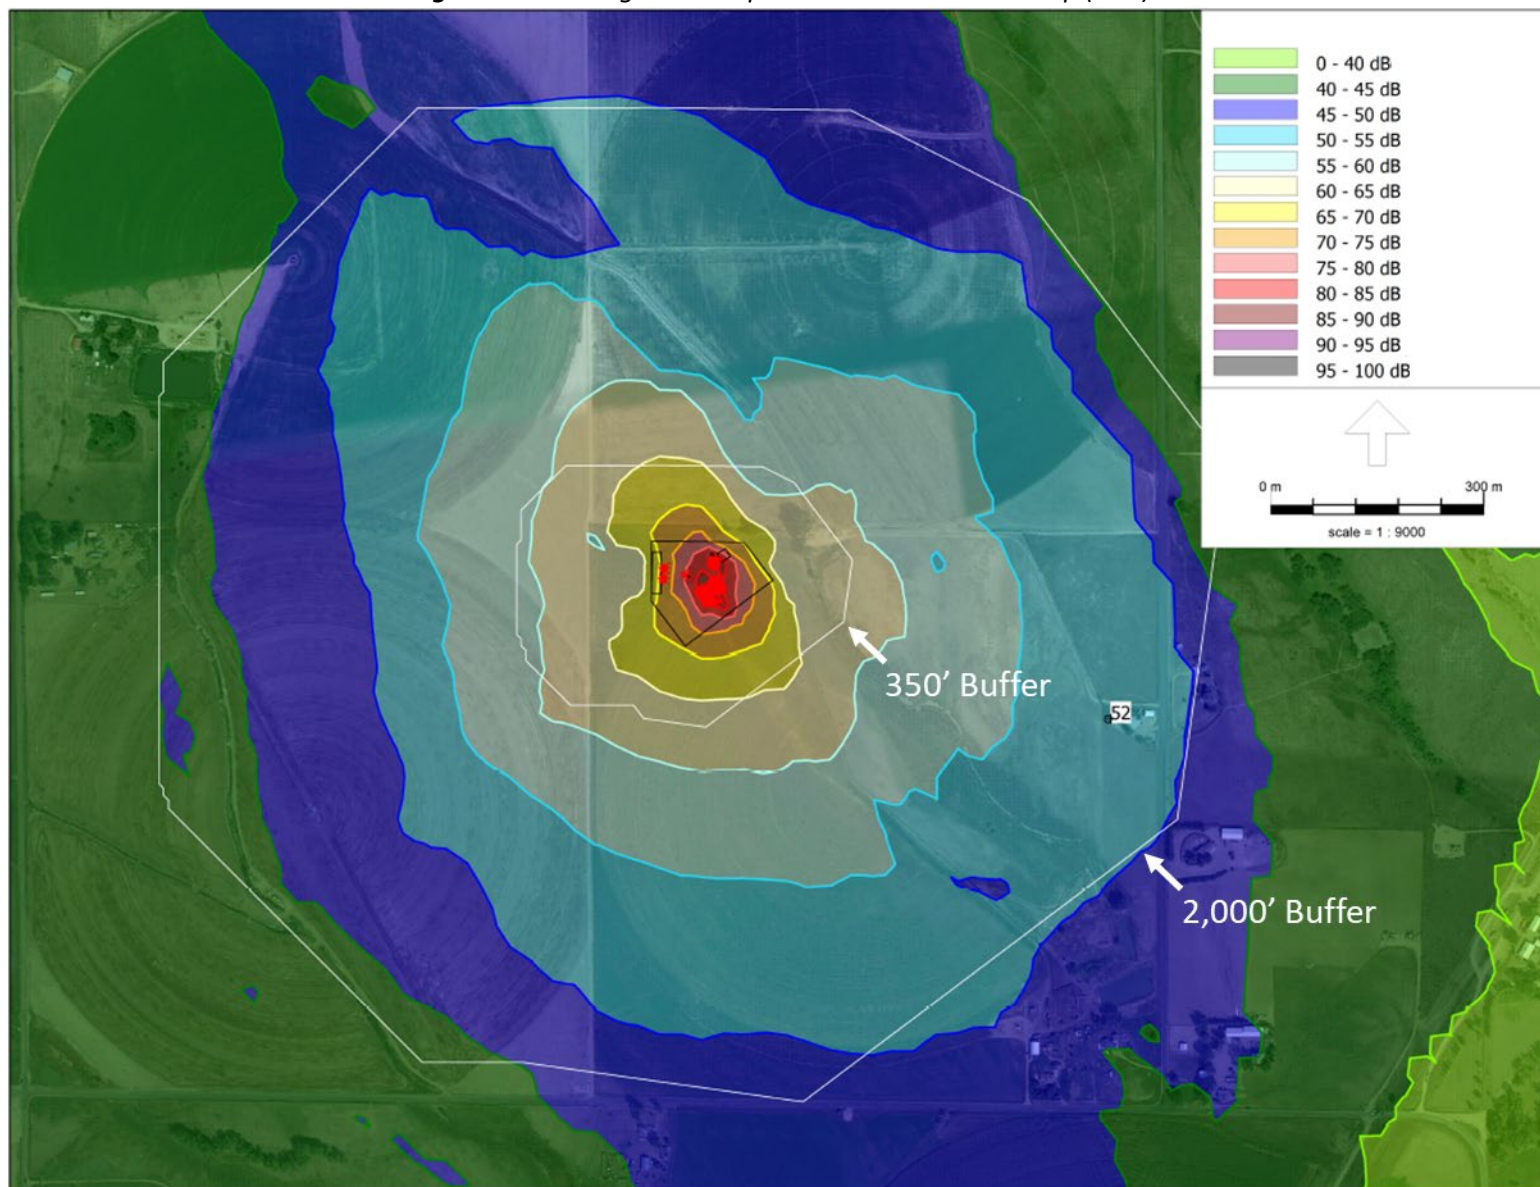 0 - 40 dB
40 - 45 dB
45 - 50 dB
50 - 55 dB
55 - 60 dB
60 - 65 dB
65 - 70 dB
70 - 75 dB
75 - 80 dB
80 - 85 dB
85 - 90 dB
90 - 95 dB
95 - 100 dB
0 m 300 m
scale = 1 : 9000
350’ Buffer
52
2,000’ Buffer